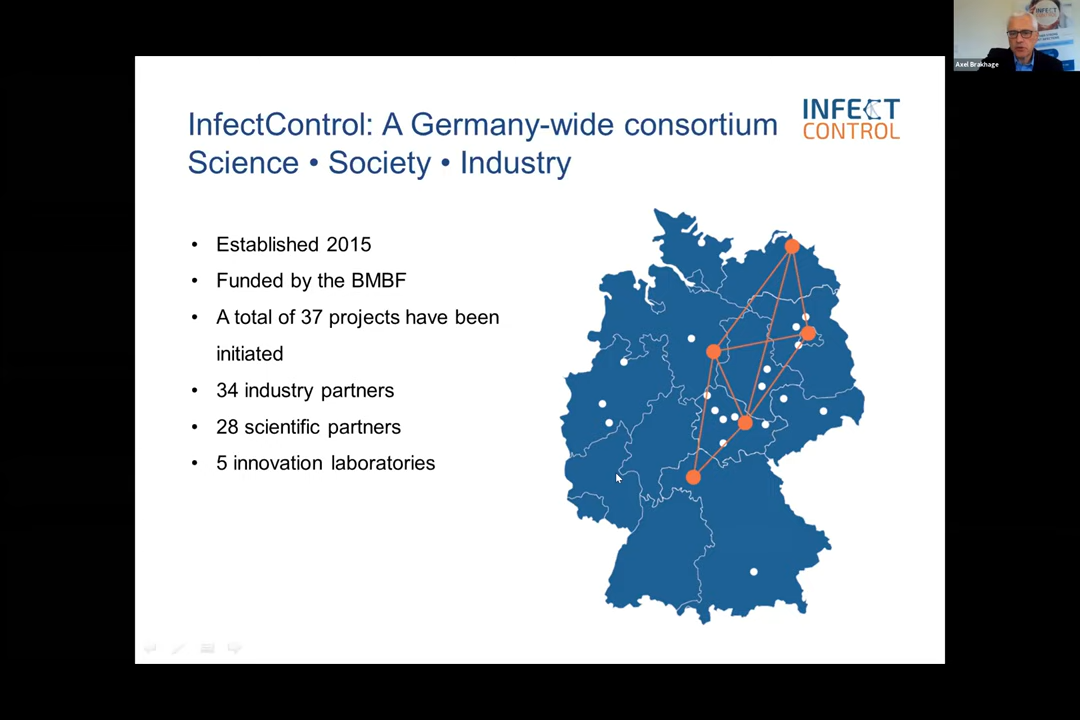 InfectControl: A Germany-wide consortium
Science • Society • Industry
INFECT
CONTROL
• Established 2015
• Funded by the BMBF
• A total of 37 projects have been
initiated
• 34 industry partners
• 28 scientific partners
• 5 innovation laboratories
INFECT
Axel Brakhage